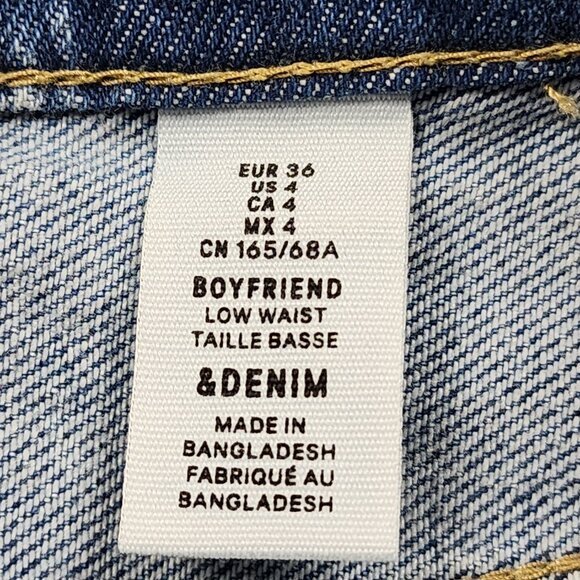 EUR 36
US 4
CA 4
MX 4
CN 165/68A
BOYFRIEND
LOW WAIST
TAILLE BASSE
&DENIM
MADE IN
BANGLADESH
FABRIQUÉ AU
BANGLADESH